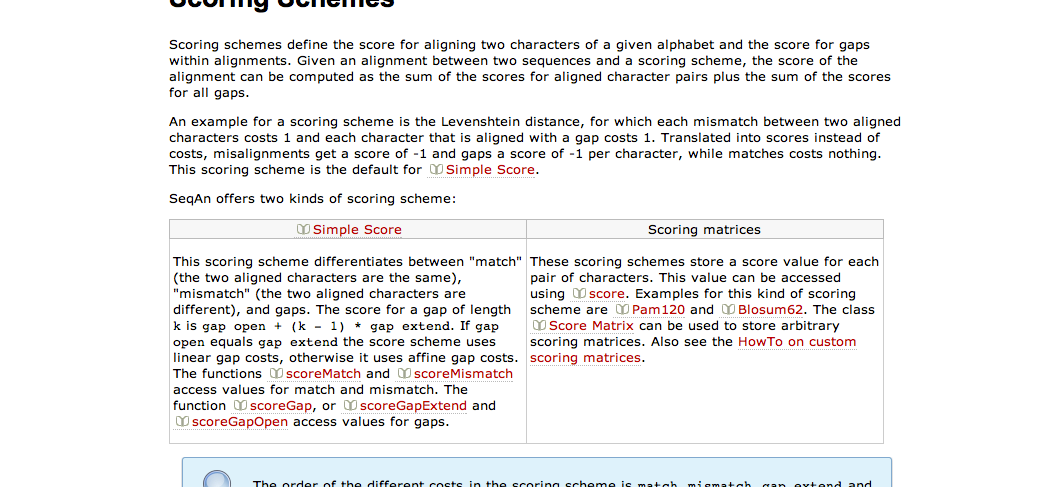 Scoring Schemes
Scoring schemes define the score for aligning two characters of a given alphabet and the score for gaps
within alignments. Given an alignment between two sequences and a scoring scheme, the score of the
alignment can be computed as the sum of the scores for aligned character pairs plus the sum of the scores
for all gaps.
An example for a scoring scheme is the Levenshtein distance, for which each mismatch between two aligned
characters costs 1 and each character that is aligned with a gap costs 1. Translated into scores instead of
costs, misalignments get a score of -1 and gaps a score of -1 per character, while matches costs nothing.
This scoring scheme is the default for Simple Score.
SeqAn offers two kinds of scoring scheme:
Simple Score
This scoring scheme differentiates between "match"
(the two aligned characters are the same),
"mismatch" (the two aligned characters are
different), and gaps. The score for a gap of length
k is gap open + (k - 1) * gap extend. If gap
open equals gap extend the score scheme uses
linear gap costs, otherwise it uses affine gap costs.
The functions scoreMatch and scoreMismatch
access values for match and mismatch. The
function scoreGap, or scoreGapExtend and
scoreGapOpen access values for gaps.
Scoring matrices
These scoring schemes store a score value for each
pair of characters. This value can be accessed
using score. Examples for this kind of scoring
scheme are Pam120 and Blosum62. The class
Score Matrix can be used to store arbitrary
scoring matrices. Also see the HowTo on custom
scoring matrices.
The order of the different costs in the scoring scheme is match, mismatch, gap extend and